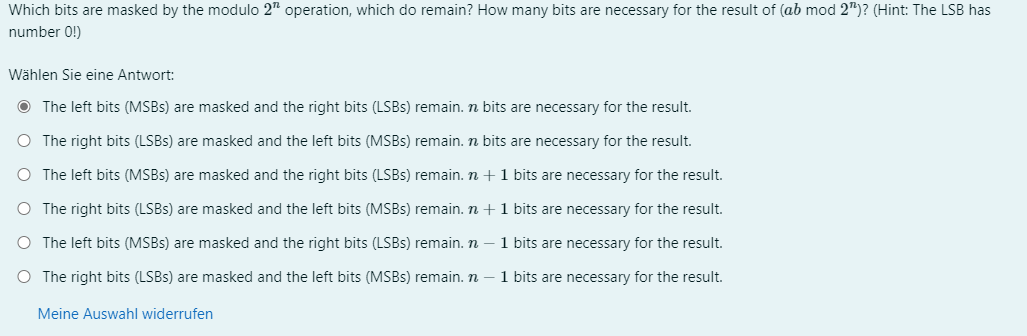 Which bits are masked by the modulo 2ⁿ operation, which do remain? How many bits are necessary for the result of (ab mod 2ⁿ)? (Hint: The LSB has
number 0!)
Wählen Sie eine Antwort:
The left bits (MSBs) are masked and the right bits (LSBs) remain. n bits are necessary for the result.
The right bits (LSBs) are masked and the left bits (MSBs) remain. n bits are necessary for the result.
The left bits (MSBs) are masked and the right bits (LSBs) remain. n + 1 bits are necessary for the result.
The right bits (LSBs) are masked and the left bits (MSBs) remain. n + 1 bits are necessary for the result.
The left bits (MSBs) are masked and the right bits (LSBs) remain. n − 1 bits are necessary for the result.
The right bits (LSBs) are masked and the left bits (MSBs) remain. n − 1 bits are necessary for the result.
Meine Auswahl widerrufen